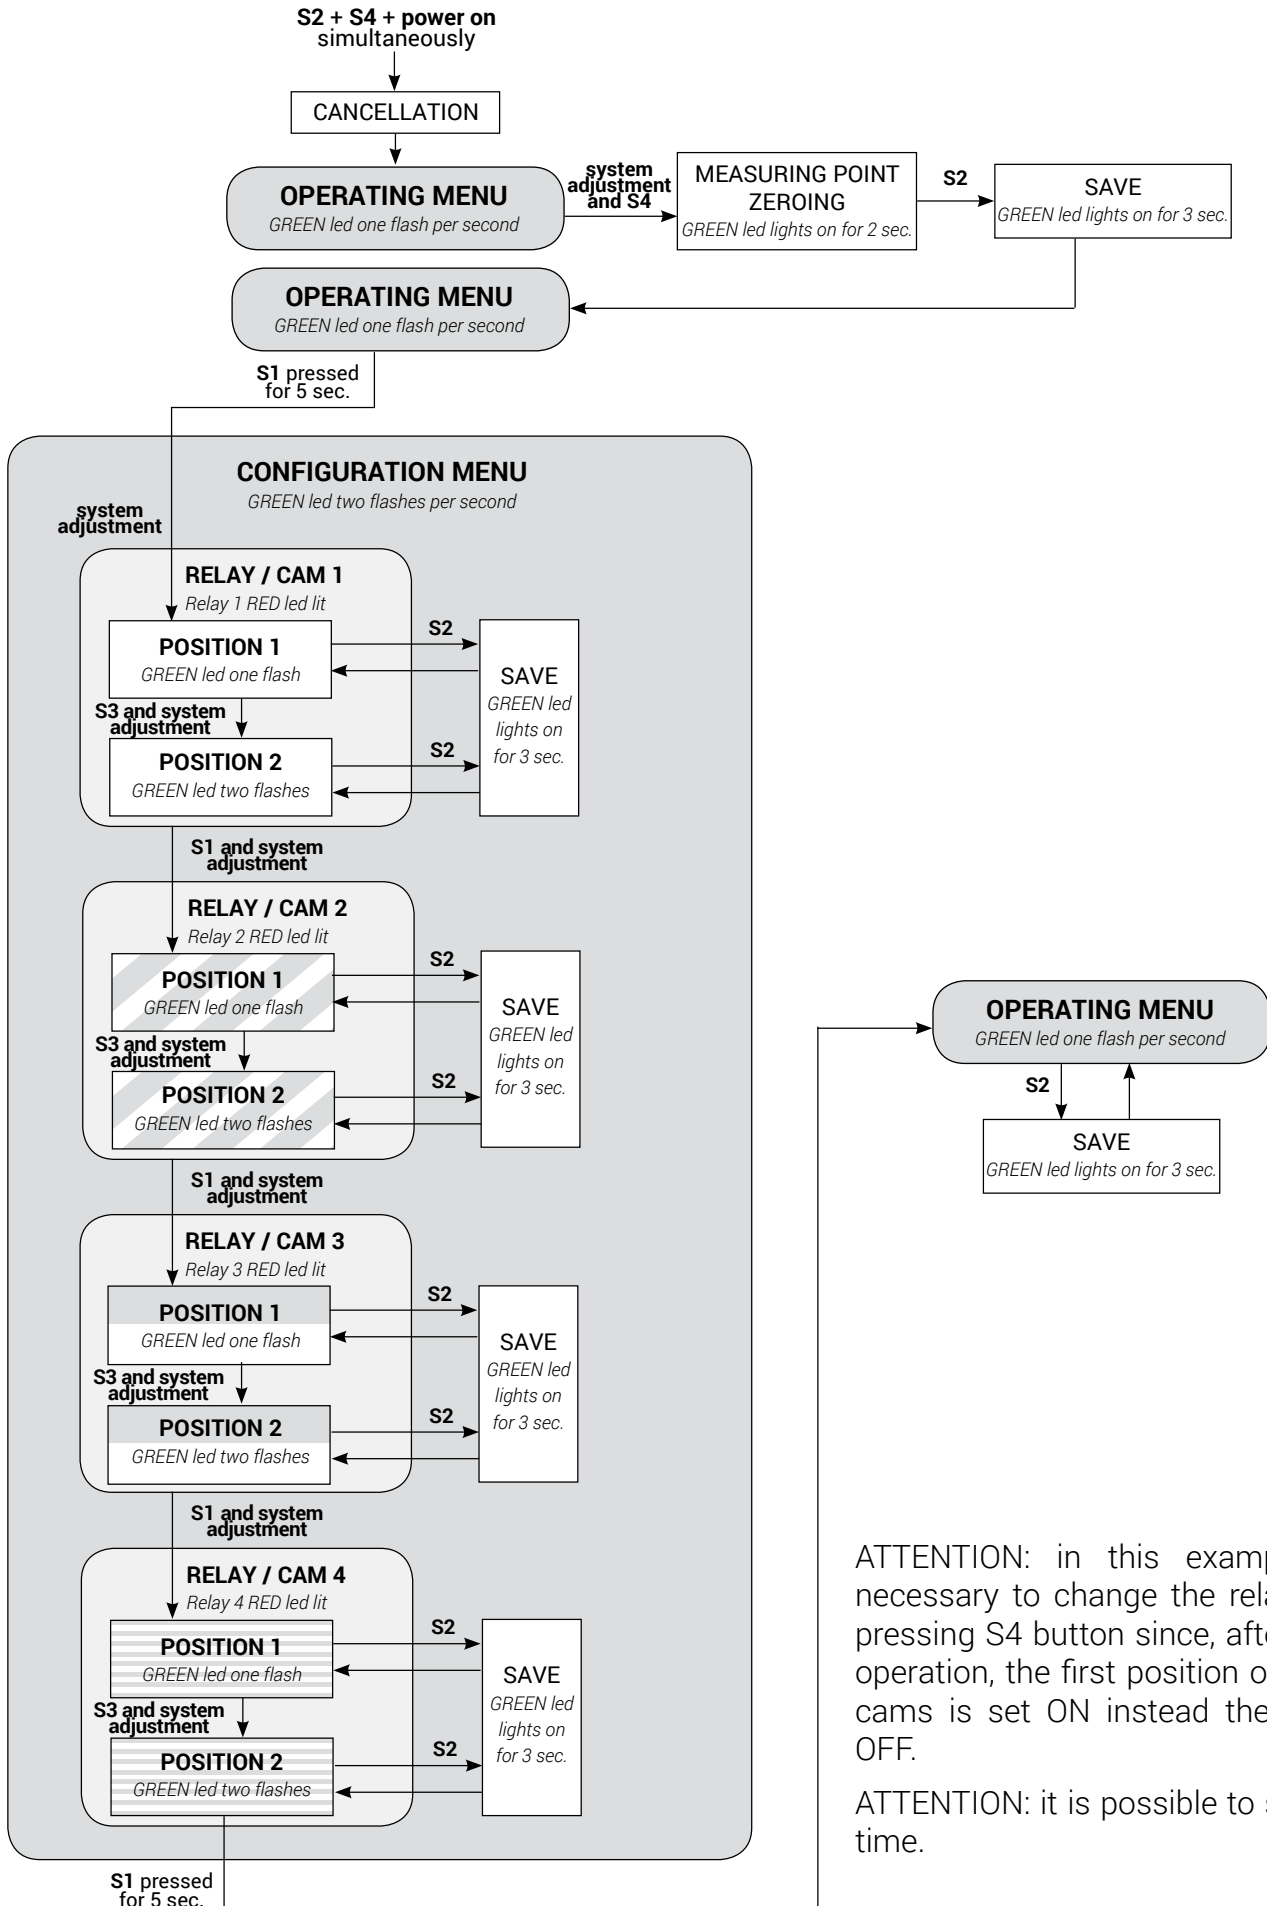 S2 + S4 + power on
simultaneously
CANCELLATION
OPERATING MENU
GREEN led one flash per second
system
adjustment
and S4
MEASURING POINT
ZEROING
GREEN led lights on for 2 sec.
S2
SAVE
GREEN led lights on for 3 sec.
OPERATING MENU
GREEN led one flash per second
S1 pressed
for 5 sec.
CONFIGURATION MENU
GREEN led two flashes per second
system
adjustment
RELAY / CAM 1
Relay 1 RED led lit
POSITION 1
GREEN led one flash
S2
SAVE
GREEN led
lights on
for 3 sec.
S3 and system
adjustment
POSITION 2
GREEN led two flashes
S2
S1 and system
adjustment
RELAY / CAM 2
Relay 2 RED led lit
POSITION 1
GREEN led one flash
S2
SAVE
GREEN led
lights on
for 3 sec.
S3 and system
adjustment
POSITION 2
GREEN led two flashes
S2
S1 and system
adjustment
OPERATING MENU
GREEN led one flash per second
S2
SAVE
GREEN led lights on for 3 sec.
RELAY / CAM 3
Relay 3 RED led lit
POSITION 1
GREEN led one flash
S2
SAVE
GREEN led
lights on
for 3 sec.
S3 and system
adjustment
POSITION 2
GREEN led two flashes
S2
S1 and system
adjustment
RELAY / CAM 4
Relay 4 RED led lit
POSITION 1
GREEN led one flash
S2
SAVE
GREEN led
lights on
for 3 sec.
S3 and system
adjustment
POSITION 2
GREEN led two flashes
S2
S1 pressed
for 5 sec.
ATTENTION: in this
necessary to change the
pressing S4 button since,
operation, the first position
cams is set ON instead
OFF.
ATTENTION: it is possible to
time.